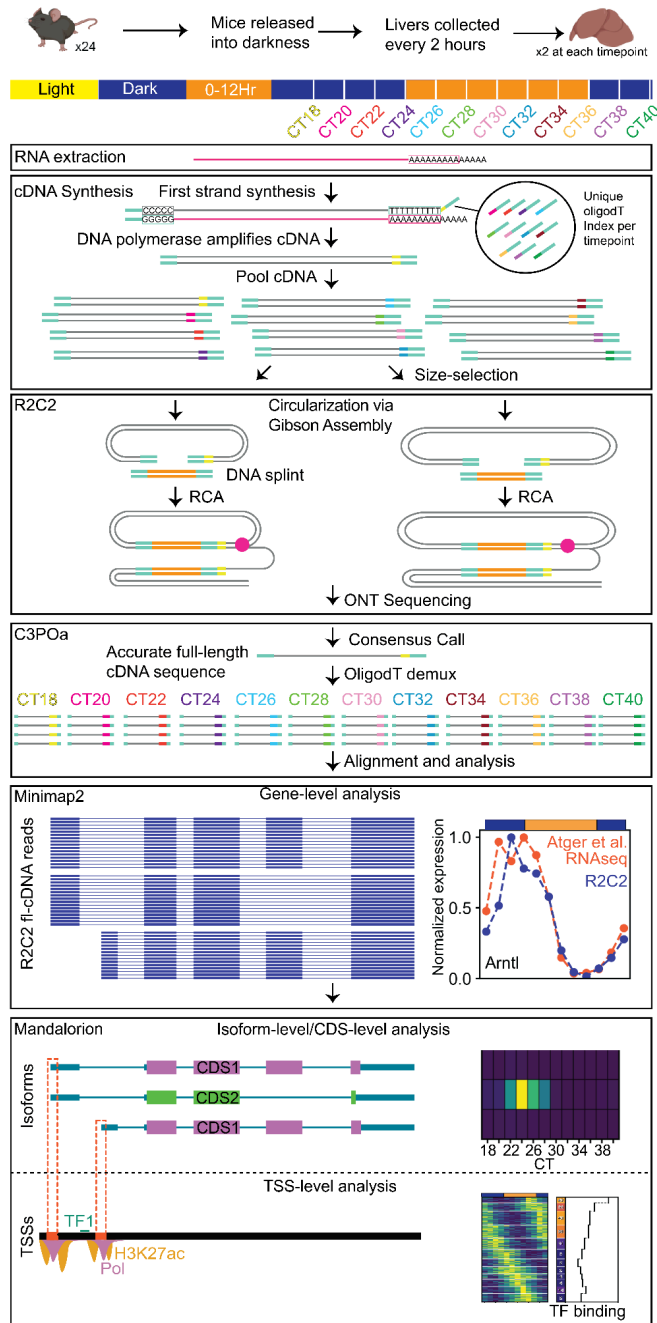 x24
Mice released
into darkness
Livers collected
every 2 hours
x2 at each timepoint
Light
Dark
0-12Hr
CT18
CT20
CT22
CT24
CT26
CT28
CT30
CT32
CT34
CT36
CT38
CT40
RNA extraction
AAAAAAAAAAAAAA
cDNA Synthesis
First strand synthesis
CCCCC
GGGGG
TTTTTTTTT
AAAAAAAAAAAAAA
Unique
oligodT
Index per
timepoint
DNA polymerase amplifies cDNA
Pool cDNA
Size-selection
R2C2
Circularization via
Gibson Assembly
DNA splint
RCA
RCA
ONT Sequencing
C3POa
Consensus Call
Accurate full-length
cDNA sequence
OligodT demux
CT18 CT20 CT22 CT24 CT26 CT28 CT30 CT32 CT34 CT36 CT38 CT40
Alignment and analysis
Minimap2
Gene-level analysis
R2C2 fl-cDNA reads
Normalized expression
1.0
0.5
0.0
Atger et al.
RNAseq
R2C2
Arntl
Mandalorion
Isoform-level/CDS-level analysis
Isoforms
CDS1
CDS2
CDS1
18 22 26 30 34 38
CT
TSS-level analysis
TSSs
TF1
H3K27ac
Pol
TF binding